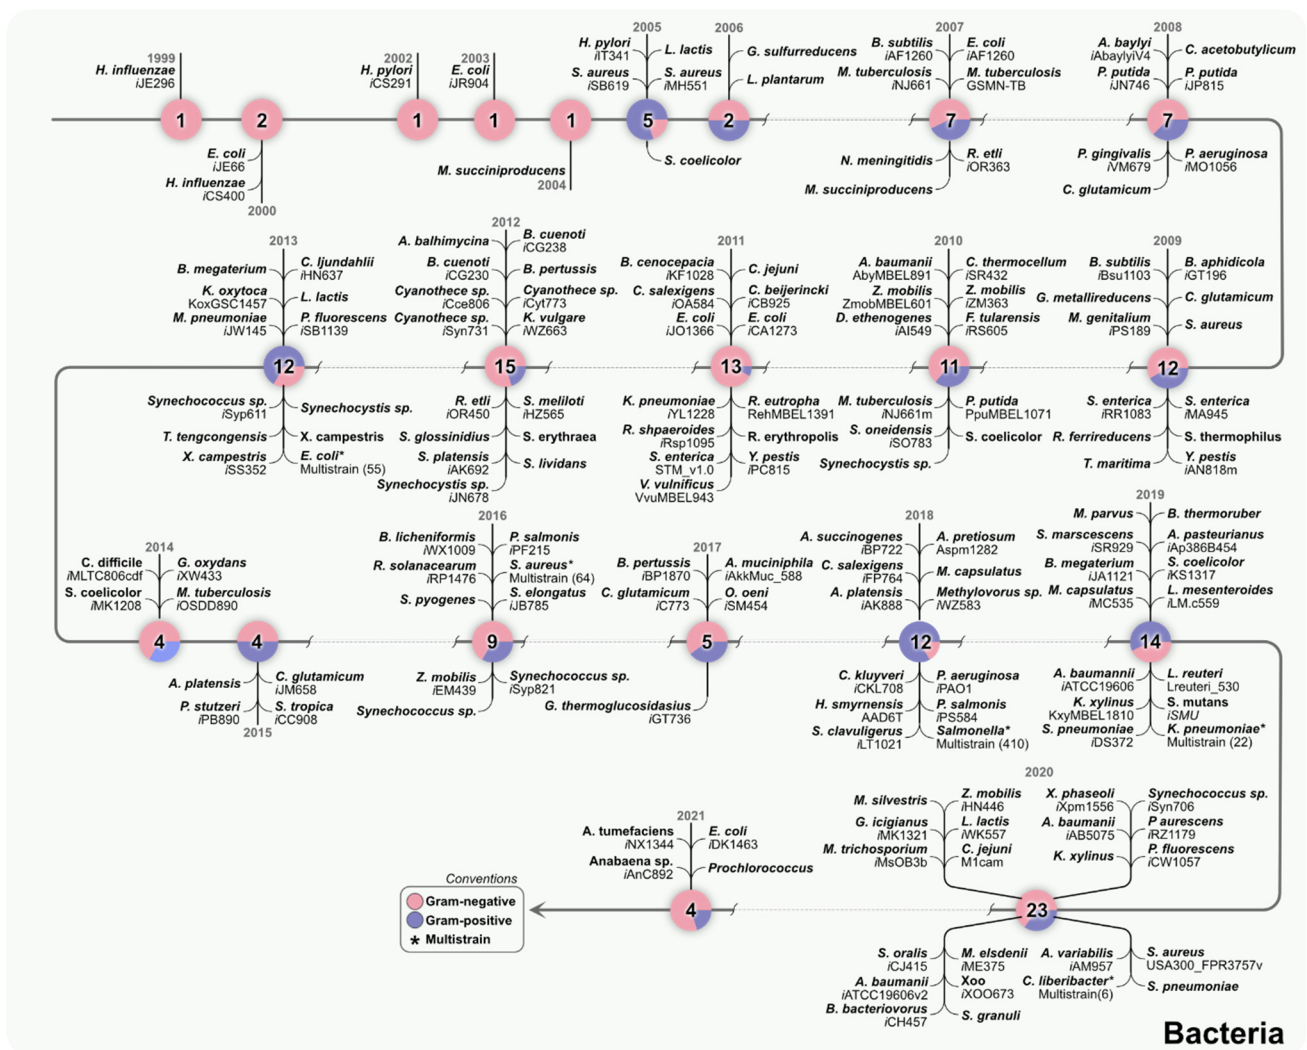 1999
H. influenzae
iJE296
1
2
E. coli
iJE66
H. influenzae
iCS400
2000
2002
H. pylori
iCS291
1
2003
E. coli
iJR904
1
1
M. succiniproducens
2004
2005
H. pylori
iIT341
L. lactis
S. aureus
iSB619
S. aureus
iMH551
5
S. coelicolor
2006
G. sulfurreducens
L. plantarum
2
2007
B. subtilis
iAF1260
E. coli
iAF1260
M. tuberculosis
iNJ661
M. tuberculosis
GSMN-TB
7
N. meningitidis
R. etli
iOR363
M. succiniproducens
2008
A. baylyi
iAbaylyiV4
C. acetobutylicum
P. putida
iJN746
P. putida
iJP815
7
P. gingivalis
iVM679
P. aeruginosa
iMO1056
C. glutamicum
2013
B. megaterium
C. ljundahlii
iHN637
K. oxytoca
KoxGSC1457
L. lactis
M. pneumoniae
iJW145
P. fluorescens
iSB1139
12
Synechococcus sp.
iSyp611
Synechocystis sp.
T. tengcongensis
X. campestris
X. campestris
iSS352
E. coli*
Multistrain (55)
2012
A. balhimycina
B. cuenoti
iCG238
B. cuenoti
iCG230
B. pertussis
Cyanothece sp.
iCce806
Cyanothece sp.
iCyt773
Cyanothece sp.
iSyn731
K. vulgare
iWZ663
15
R. etli
iOR450
S. meliloti
iHZ565
S. glossinidius
S. erythraea
S. platensis
iAK692
S. lividans
Synechocystis sp.
iJN678
2011
B. cenocepacia
iKF1028
C. jejuni
C. salexigens
iOA584
C. beijerincki
iCB925
E. coli
iJO1366
E. coli
iCA1273
13
K. pneumoniae
iYL1228
R. eutropha
RehMBEL1391
R. shpaeroides
iRsp1095
R. erythropolis
S. enterica
STM_v1.0
Y. pestis
iPC815
V. vulnificus
VvuMBEL943
2010
A. baumanii
AbyMBEL891
C. thermocellum
iSR432
Z. mobilis
ZmobMBEL601
Z. mobilis
iZM363
D. ethenogenes
iAI549
F. tularensis
iRS605
11
M. tuberculosis
iNJ661m
P. putida
PpuMBEL1071
S. oneidensis
iSO783
S. coelicolor
Synechocystis sp.
2009
B. subtilis
iBsu1103
B. aphidicola
iGT196
G. metallireducens
C. glutamicum
M. genitalium
iPS189
S. aureus
12
S. enterica
iRR1083
S. enterica
iMA945
R. ferrireducens
S. thermophilus
T. maritima
Y. pestis
iAN818m
2014
C. difficile
iMLTC806cdf
G. oxydans
iXW433
S. coelicolor
iMK1208
M. tuberculosis
iOSDD890
4
4
A. platensis
C. glutamicum
iJM658
P. stutzeri
iPB890
S. tropica
iCC908
2015
2016
B. licheniformis
iWX1009
P. salmonis
iPF215
R. solanacearum
iRP1476
S. aureus*
Multistrain (64)
S. pyogenes
S. elongatus
iJB785
9
Z. mobilis
iEM439
Synechococcus sp.
iSyp821
Synechococcus sp.
2017
B. pertussis
iBP1870
A. muciniphila
iAkkMuc_588
C. glutamicum
iC773
O. oeni
iSM454
5
G. thermoglucosidasius
iGT736
2018
A. succinogenes
iBP722
A. pretiosum
Aspm1282
C. salexigens
iFP764
M. capsulatus
A. platensis
iAK888
Methylovorus sp.
iWZ583
12
C. kluyveri
iCKL708
P. aeruginosa
iPAO1
H. smyrnensis
AAD6T
P. salmonis
iPS584
S. clavuligerus
iLT1021
Salmonella*
Multistrain (410)
2019
M. parvus
B. thermoruber
S. marscescens
iSR929
A. pasteurianus
iAp386B454
B. megaterium
iJA1121
S. coelicolor
iKS1317
M. capsulatus
iMC535
L. mesenteroides
iLM.c559
14
A. baumannii
iATCC19606
L. reuteri
Lreuteri_530
K. xylinus
KxyMBEL1810
S. mutans
iSMU
S. pneumoniae
iDS372
K. pneumoniae*
Multistrain (22)
2020
M. silvestris
Z. mobilis
iHN446
G. icigianus
iMK1321
L. lactis
iWK557
M. trichosporium
iMsOB3b
C. jejuni
M1cam
X. phaseoli
iXpm1556
Synechococcus sp.
iSyn706
A. baumanii
iAB5075
P aurescens
iRZ1179
K. xylinus
P. fluorescens
iCW1057
23
S. oralis
iCJ415
M. elsdenii
iME375
A. baumanii
iATCC19606v2
Xoo
iXOO673
B. bacteriovorus
iCH457
S. granuli
A. variabilis
iAM957
S. aureus
USA300_FPR3757v
C. liberibacter*
Multistrain(6)
S. pneumoniae
2021
A. tumefaciens
iNX1344
E. coli
iDK1463
Anabaena sp.
iAnC892
Prochlorococcus
4
Conventions
Gram-negative
Gram-positive
* Multistrain
Bacteria